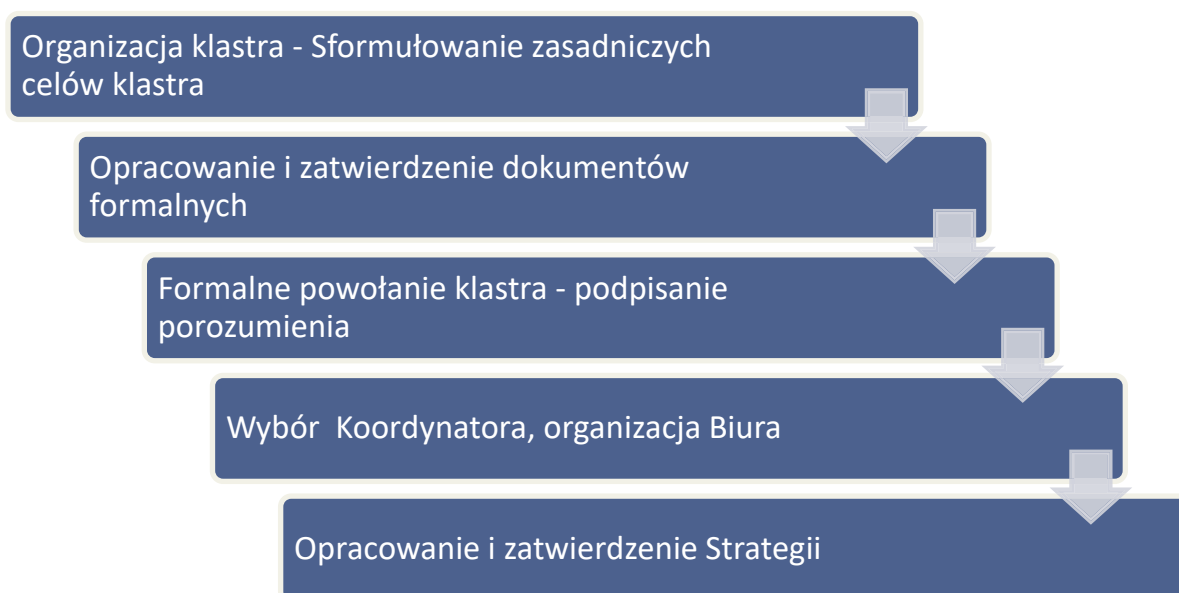 Organizacja klastra - Sformułowanie zasadniczych
celów klastra
Opracowanie i zatwierdzenie dokumentów
formalnych
Formalne powołanie klastra - podpisanie
porozumienia
Wybór  Koordynatora, organizacja Biura
Opracowanie i zatwierdzenie Strategii